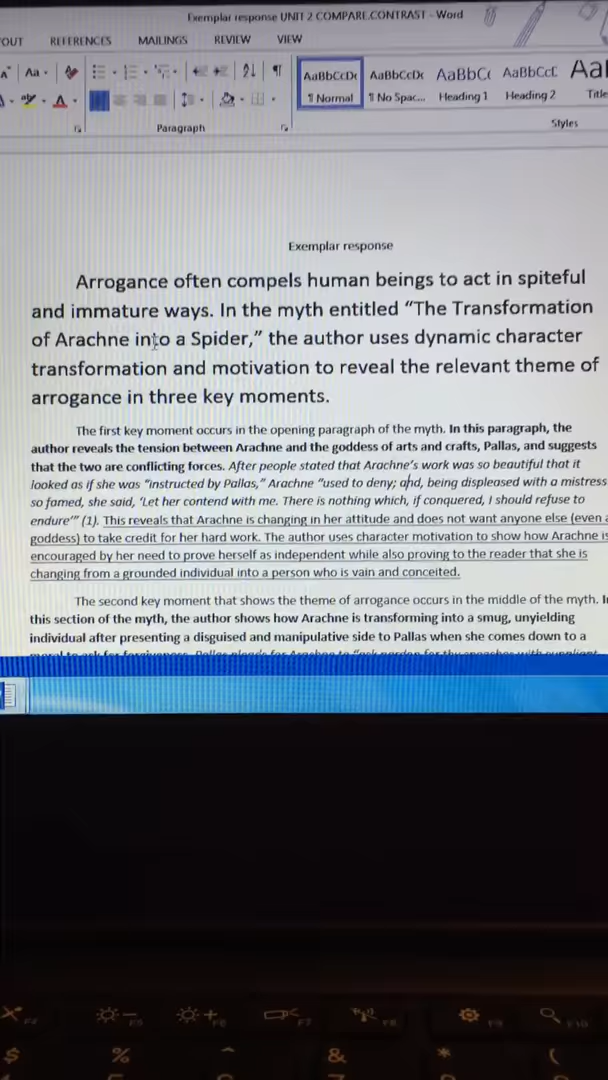 Exemplar response UNIT 2 COMPARE.CONTRAST - Word
OUT REFERENCES MAILINGS REVIEW VIEW
Aa
AaBbCcDc AaBbCcDc AaBbC( AaBbCcC Aa
¶ Normal ¶ No Spac... Heading 1 Heading 2 Title
Paragraph Styles
Exemplar response
Arrogance often compels human beings to act in spiteful
and immature ways. In the myth entitled “The Transformation
of Arachne into a Spider,” the author uses dynamic character
transformation and motivation to reveal the relevant theme of
arrogance in three key moments.
The first key moment occurs in the opening paragraph of the myth. In this paragraph, the
author reveals the tension between Arachne and the goddess of arts and crafts, Pallas, and suggests
that the two are conflicting forces. After people stated that Arachne’s work was so beautiful that it
looked as if she was “instructed by Pallas,” Arachne “used to deny; and, being displeased with a mistress
so famed, she said, ‘Let her contend with me. There is nothing which, if conquered, I should refuse to
endure’” (1). This reveals that Arachne is changing in her attitude and does not want anyone else (even a
goddess) to take credit for her hard work. The author uses character motivation to show how Arachne is
encouraged by her need to prove herself as independent while also proving to the reader that she is
changing from a grounded individual into a person who is vain and conceited.
The second key moment that shows the theme of arrogance occurs in the middle of the myth. In
this section of the myth, the author shows how Arachne is transforming into a smug, unyielding
individual after presenting a disguised and manipulative side to Pallas when she comes down to a
F5 F6 F7 F8 F9 F10
$ % ^ & * (